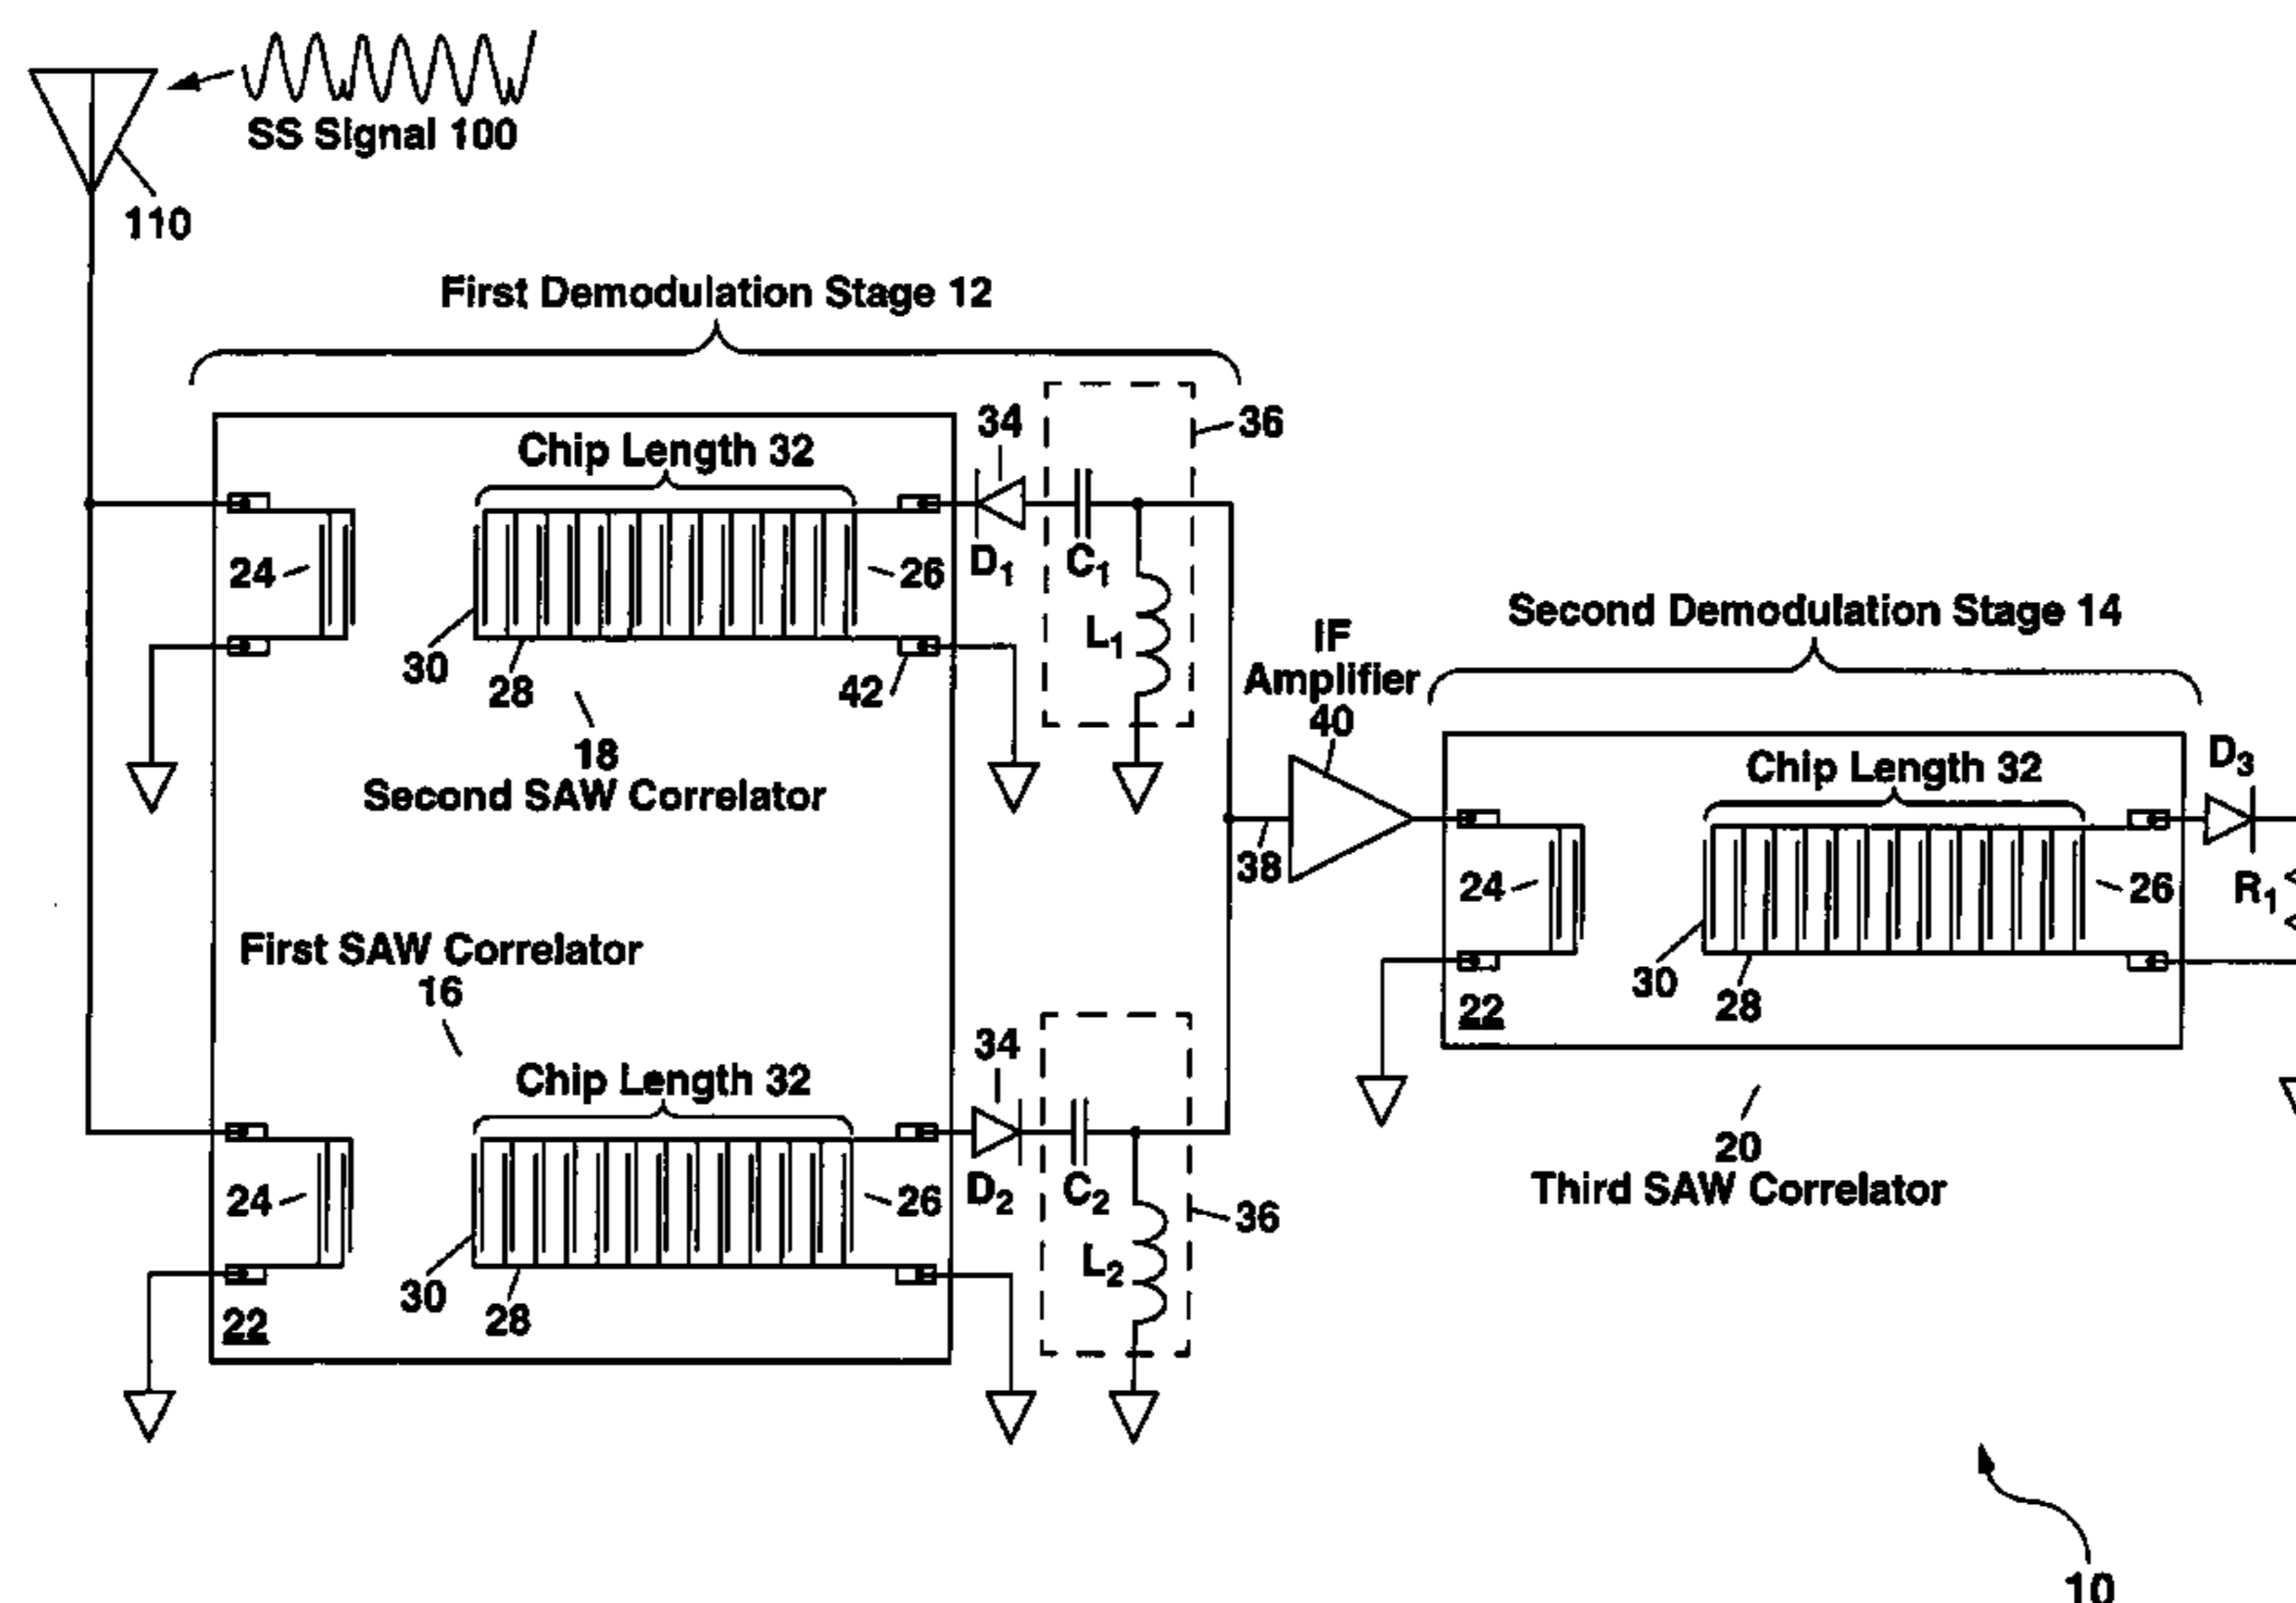 SS Signal 100
110
First Demodulation Stage 12
34
36
Chip Length 32
24
26
D1
C1
L1
30
28
42
18
Second SAW Correlator
IF
Amplifier
40
38
Second Demodulation Stage 14
Chip Length 32
D3
24
26
R1
30
28
22
20
Third SAW Correlator
First SAW Correlator
16
34
Chip Length 32
24
26
D2
C2
36
L2
30
28
22
10